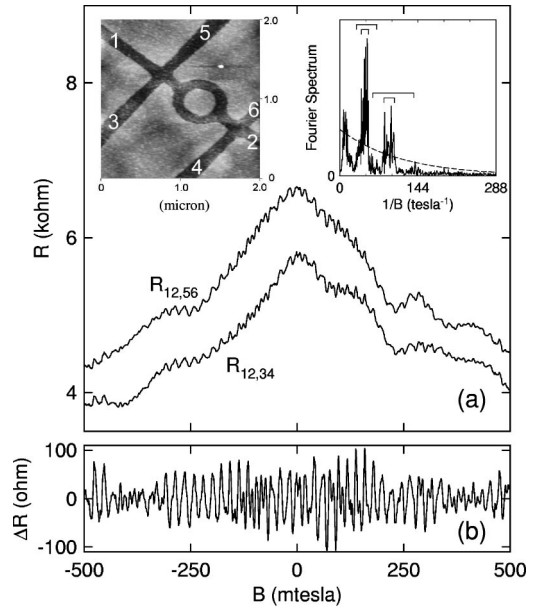 (a)
R (kohm)
8
6
4
1
5
3
6
2
4
2.0
1.0
0
0
1.0
2.0
(micron)
Fourier Spectrum
0
0
144
288
1/B (tesla⁻¹)
R₁₂,₅₆
R₁₂,₃₄
(b)
ΔR (ohm)
100
0
-100
-500
-250
0
250
500
B (mtesla)